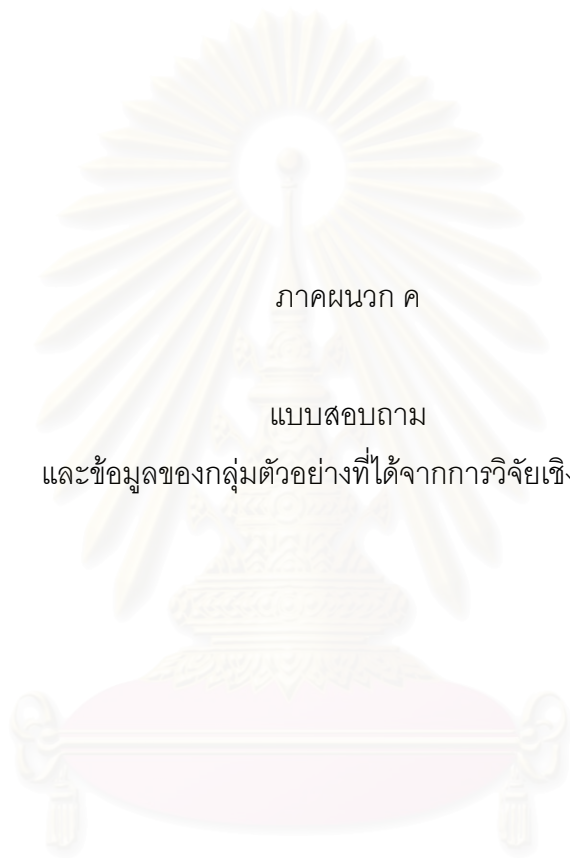 ภาคผนวก ค
แบบสอบถาม
และข้อมูลของกลุ่มตัวอย่างที่ได้จากการวิจัย